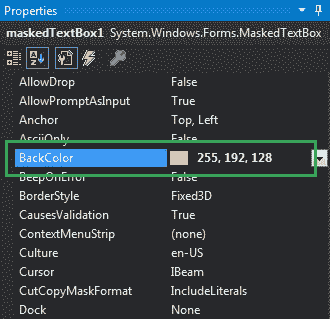 Properties
maskedTextBox1 System.Windows.Forms.MaskedTextBox
AllowDrop False
AllowPromptAsInput True
Anchor Top, Left
AsciiOnly False
BackColor 255, 192, 128
BeepOnError False
BorderStyle Fixed3D
CausesValidation True
ContextMenuStrip (none)
Culture en-US
Cursor IBeam
CutCopyMaskFormat IncludeLiterals
Dock None